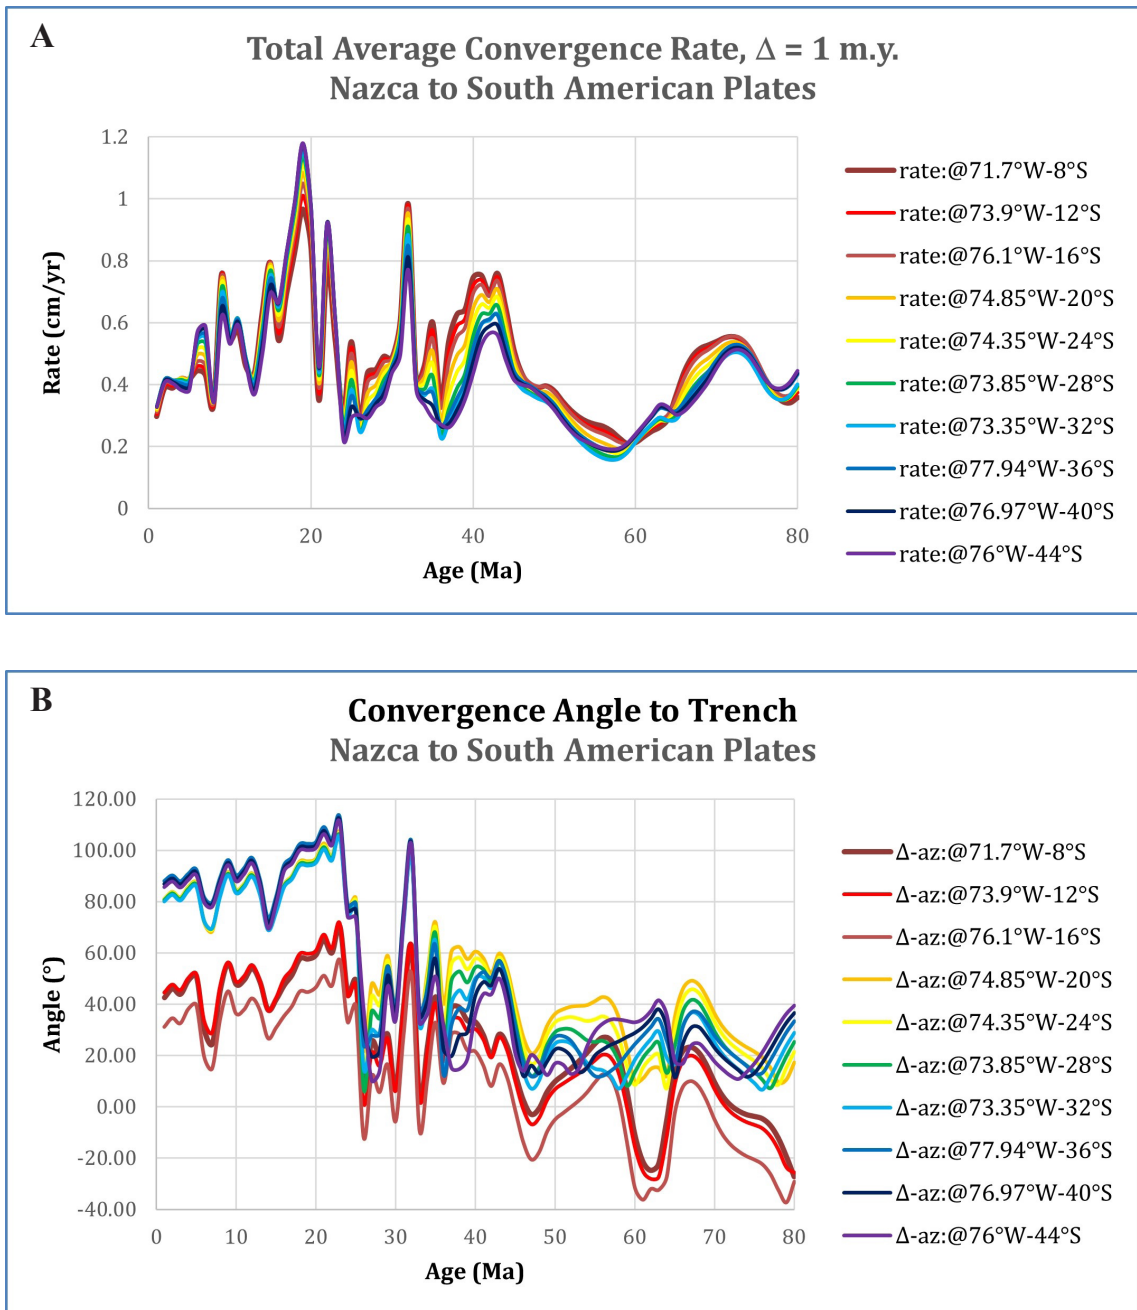 A
Total Average Convergence Rate, Δ = 1 m.y.
Nazca to South American Plates
1.2
1
0.8
0.6
0.4
0.2
0
Rate (cm/yr)
0
20
40
60
80
Age (Ma)
rate:@71.7°W-8°S
rate:@73.9°W-12°S
rate:@76.1°W-16°S
rate:@74.85°W-20°S
rate:@74.35°W-24°S
rate:@73.85°W-28°S
rate:@73.35°W-32°S
rate:@77.94°W-36°S
rate:@76.97°W-40°S
rate:@76°W-44°S
B
Convergence Angle to Trench
Nazca to South American Plates
120.00
100.00
80.00
60.00
40.00
20.00
0.00
-20.00
-40.00
Angle (°)
0
10
20
30
40
50
60
70
80
Age (Ma)
Δ-az:@71.7°W-8°S
Δ-az:@73.9°W-12°S
Δ-az:@76.1°W-16°S
Δ-az:@74.85°W-20°S
Δ-az:@74.35°W-24°S
Δ-az:@73.85°W-28°S
Δ-az:@73.35°W-32°S
Δ-az:@77.94°W-36°S
Δ-az:@76.97°W-40°S
Δ-az:@76°W-44°S